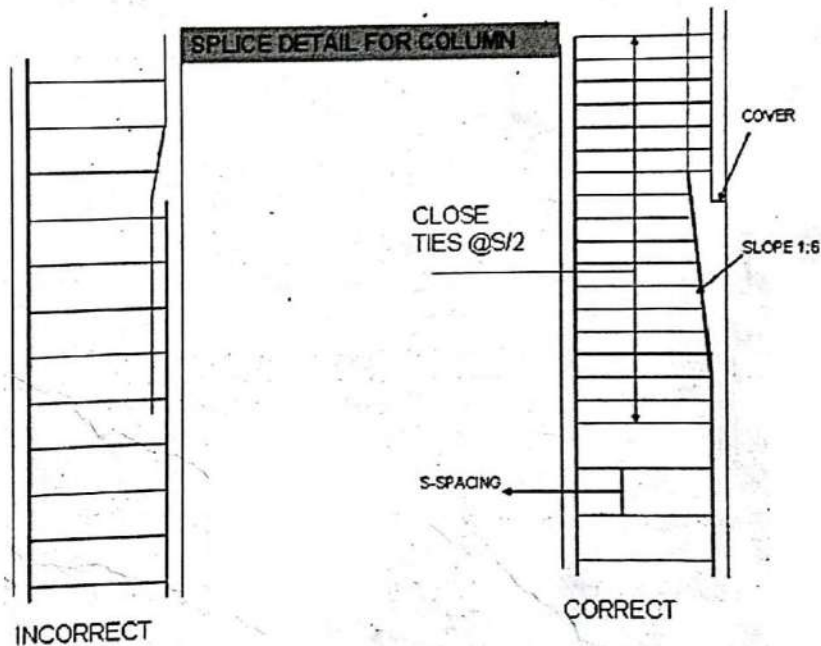 SPLICE DETAIL FOR COLUMN
COVER
CLOSE
TIES @S/2
SLOPE 1:6
S-SPACING
INCORRECT
CORRECT